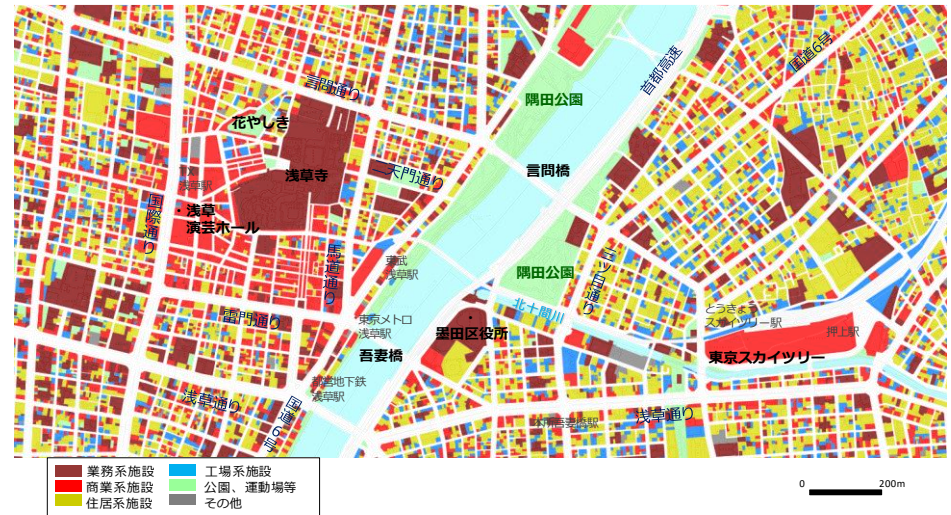 言問通り
花やしき
浅草寺
二天門通り
TX
浅草駅
・浅草
演芸ホール
国際通り
馬道通り
東武
浅草駅
雷門通り
東京メトロ
浅草駅
吾妻橋
都営地下鉄
浅草駅
浅草通り
国道6号
隅田公園
言問橋
首都高速
国道6号
隅田公園
三ツ目通り
北十間川
・
墨田区役所
とうきょう
スカイツリー駅
押上駅
東京スカイツリー
本所吾妻橋駅
浅草通り
業務系施設
商業系施設
住居系施設
工場系施設
公園、運動場等
その他
0 200m